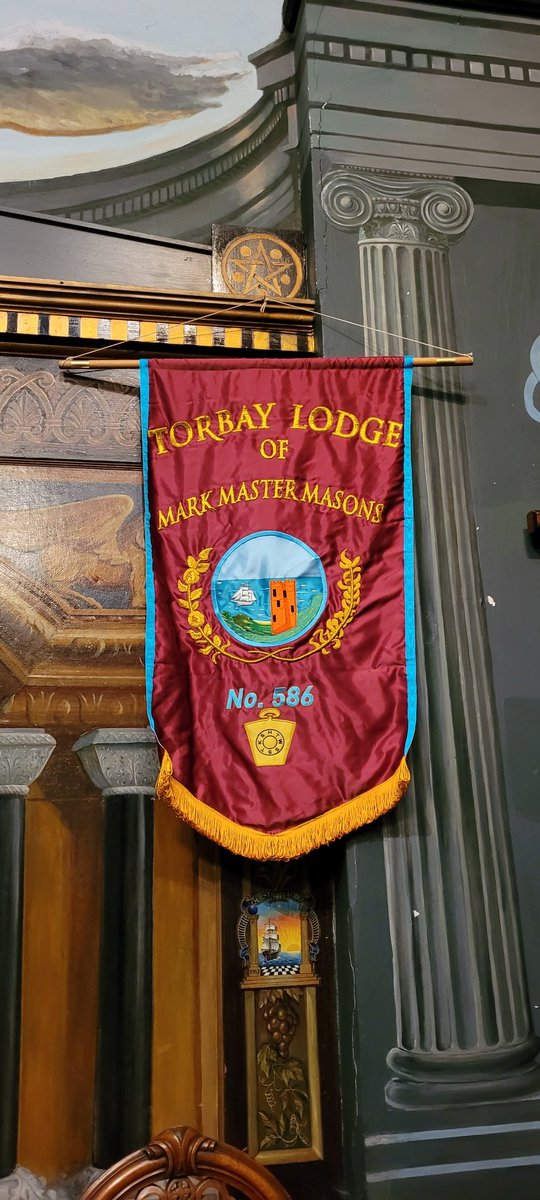 TORBAY LODGE
OF
MARK MASTER MASONS
No. 586